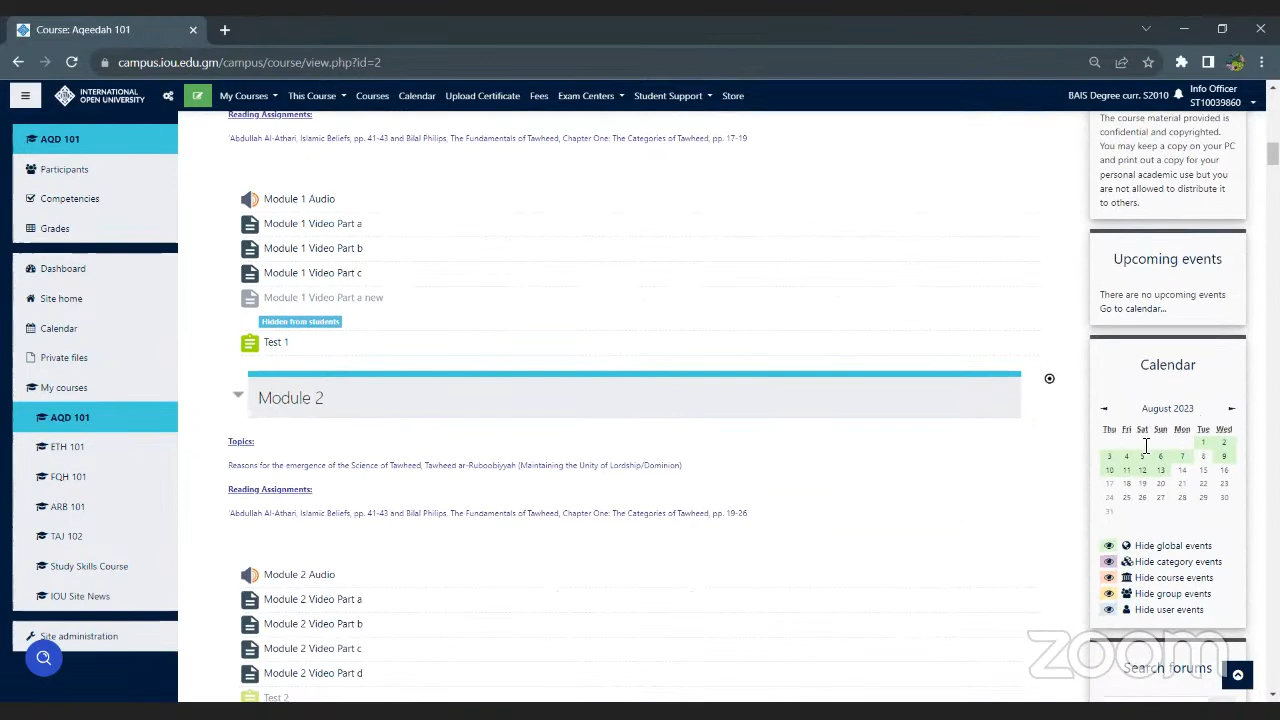 Course: Aqeedah 101
campus.iou.edu.gm/campus/course/view.php?id=2
INTERNATIONAL
OPEN UNIVERSITY
My Courses
This Course
Courses
Calendar
Upload Certificate
Fees
Exam Centers
Student Support
Store
BAIS Degree curr. S2010
Info Officer
ST10039860
AQD 101
Participants
Competencies
Grades
Dashboard
Site home
Calendar
Private files
My courses
AQD 101
ETH 101
FQH 101
ARB 101
TAJ 102
Study Skills Course
IOU Site News
Site administration
Reading Assignments:
'Abdullah Al-Athari, Islamic Beliefs, pp. 41-43 and Bilal Philips, The Fundamentals of Tawheed, Chapter One: The Categories of Tawheed, pp. 17-19
Module 1 Audio
Module 1 Video Part a
Module 1 Video Part b
Module 1 Video Part c
Module 1 Video Part a new
Hidden from students
Test 1
Module 2
Topics:
Reasons for the emergence of the Science of Tawheed, Tawheed ar-Ruboobiyyah (Maintaining the Unity of Lordship/Dominion)
Reading Assignments:
'Abdullah Al-Athari, Islamic Beliefs, pp. 41-43 and Bilal Philips, The Fundamentals of Tawheed, Chapter One: The Categories of Tawheed, pp. 19-26
Module 2 Audio
Module 2 Video Part a
Module 2 Video Part b
Module 2 Video Part c
Module 2 Video Part d
Test 2
The course material provided is
confidential and copyrighted.
You may keep a copy on your PC
and print out a copy for your
personal academic use but you
are not allowed to distribute it
to others.
Upcoming events
There are no upcoming events
Go to calendar...
Calendar
◄ August 2023 ►
Thu Fri Sat Sun Mon Tue Wed
1 2
3 4 5 6 7 8 9
10 11 12 13 14 15 16
17 18 19 20 21 22 23
24 25 26 27 28 29 30
31
Hide global events
Hide category events
Hide course events
Hide group events
Hide user events
Search forums
zoom